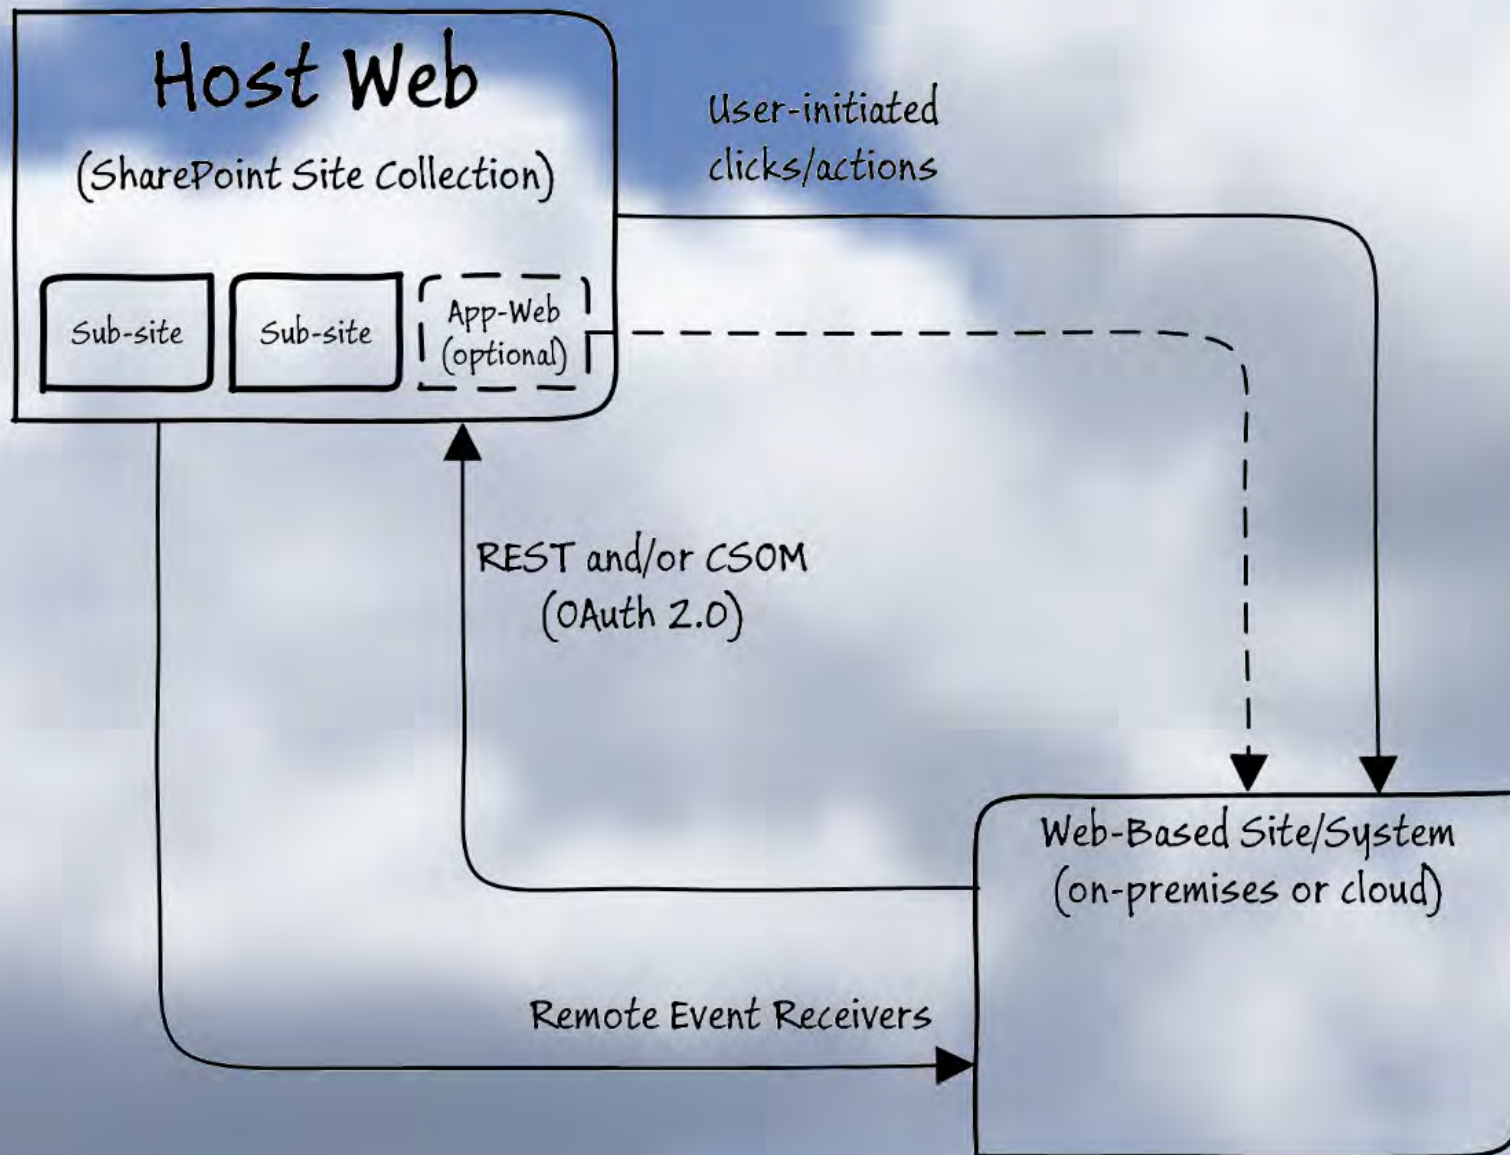 Host Web
(SharePoint Site Collection)
User-initiated
clicks/actions
Sub-site
Sub-site
App-Web
(optional)
REST and/or CSOM
(OAuth 2.0)
Web-Based Site/System
(on-premises or cloud)
Remote Event Receivers